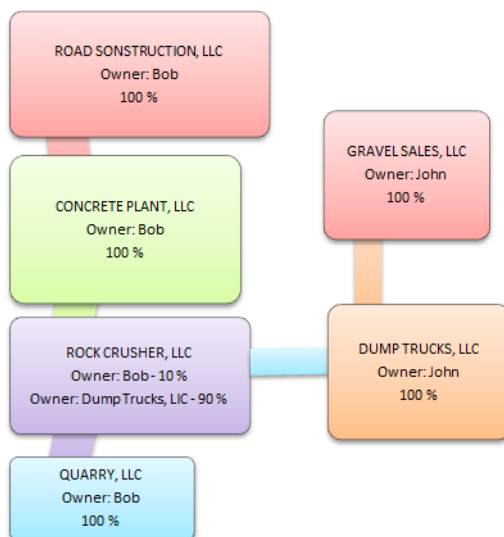 ROAD SONSTRUCTION, LLC
Owner: Bob
100 %
GRAVEL SALES, LLC
Owner: John
100 %
CONCRETE PLANT, LLC
Owner: Bob
100 %
ROCK CRUSHER, LLC
Owner: Bob - 10 %
Owner: Dump Trucks, LIC - 90 %
DUMP TRUCKS, LLC
Owner: John
100 %
QUARRY, LLC
Owner: Bob
100 %